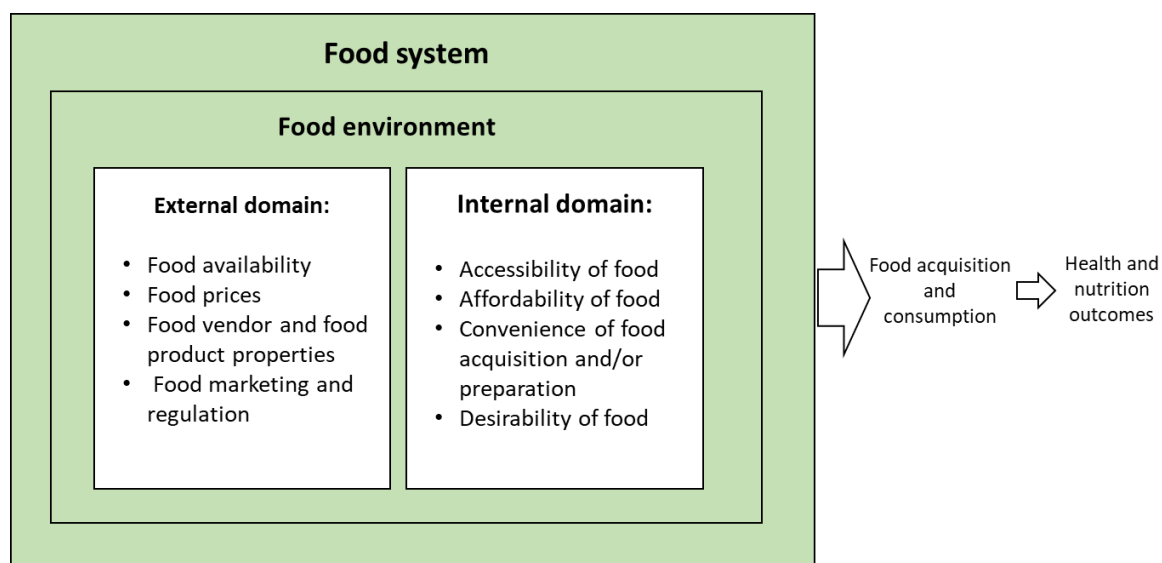 Food system
Food environment
External domain:
• Food availability
• Food prices
• Food vendor and food
product properties
• Food marketing and
regulation
Internal domain:
• Accessibility of food
• Affordability of food
• Convenience of food
acquisition and/or
preparation
• Desirability of food
Food acquisition
and
consumption
Health and
nutrition
outcomes